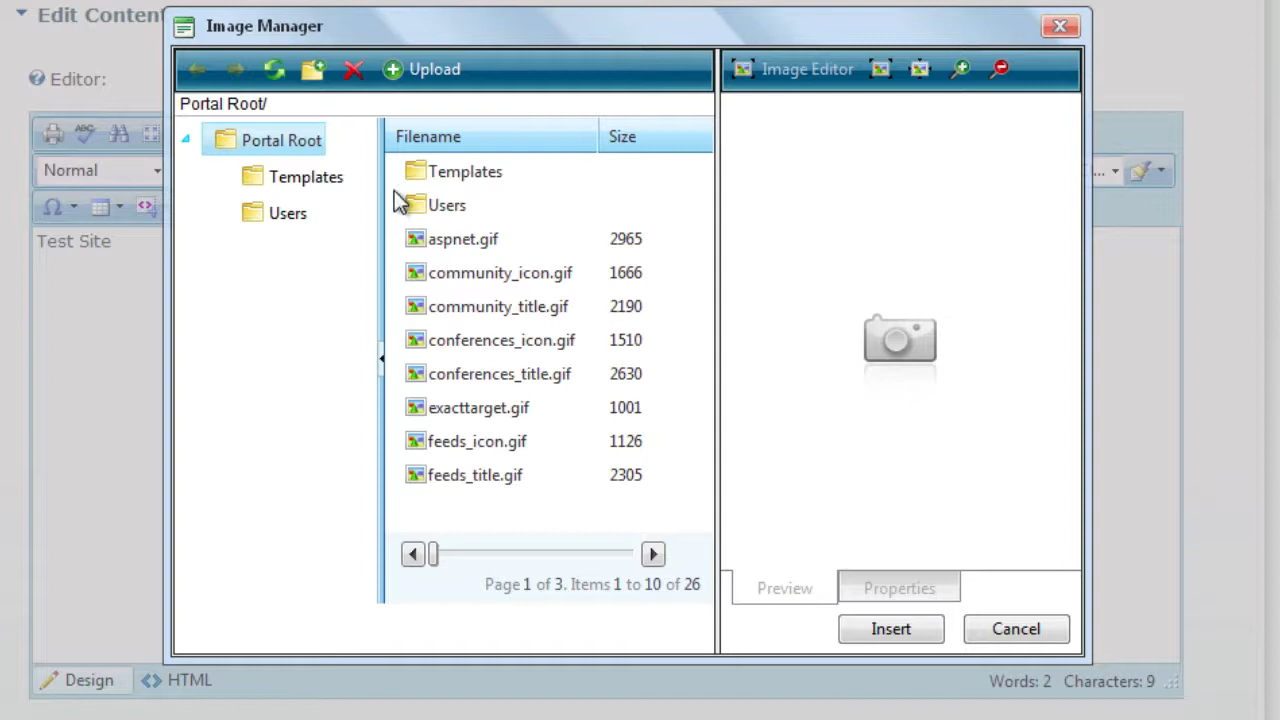 Edit Conten
Image Manager
Editor:
Upload
Image Editor
Portal Root/
Normal
ABC
...
Portal Root
Templates
Users
Filename Size
Templates
Users
aspnet.gif 2965
community_icon.gif 1666
community_title.gif 2190
conferences_icon.gif 1510
conferences_title.gif 2630
exacttarget.gif 1001
feeds_icon.gif 1126
feeds_title.gif 2305
Page 1 of 3. Items 1 to 10 of 26
Test Site
Preview
Properties
Insert
Cancel
Design
HTML
Words: 2 Characters: 9